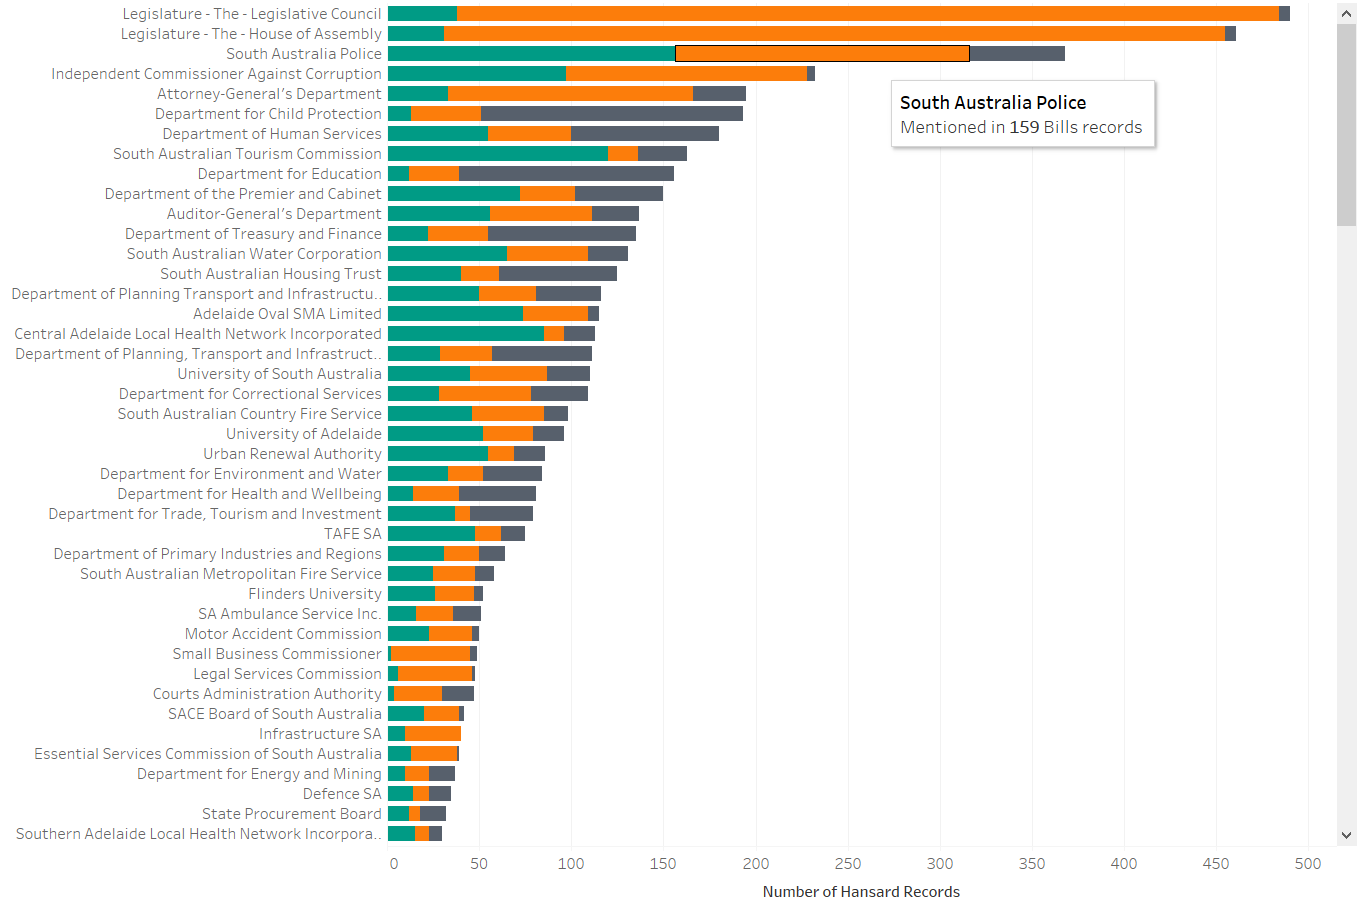 Legislature - The - Legislative Council
Legislature - The - House of Assembly
South Australia Police
Independent Commissioner Against Corruption
Attorney-General's Department
Department for Child Protection
Department of Human Services
South Australian Tourism Commission
Department for Education
Department of the Premier and Cabinet
Auditor-General's Department
Department of Treasury and Finance
South Australian Water Corporation
South Australian Housing Trust
Department of Planning Transport and Infrastructu..
Adelaide Oval SMA Limited
Central Adelaide Local Health Network Incorporated
Department of Planning, Transport and Infrastruct..
University of South Australia
Department for Correctional Services
South Australian Country Fire Service
University of Adelaide
Urban Renewal Authority
Department for Environment and Water
Department for Health and Wellbeing
Department for Trade, Tourism and Investment
TAFE SA
Department of Primary Industries and Regions
South Australian Metropolitan Fire Service
Flinders University
SA Ambulance Service Inc.
Motor Accident Commission
Small Business Commissioner
Legal Services Commission
Courts Administration Authority
SACE Board of South Australia
Infrastructure SA
Essential Services Commission of South Australia
Department for Energy and Mining
Defence SA
State Procurement Board
Southern Adelaide Local Health Network Incorpora..
South Australia Police
Mentioned in 159 Bills records
0 50 100 150 200 250 300 350 400 450 500
Number of Hansard Records